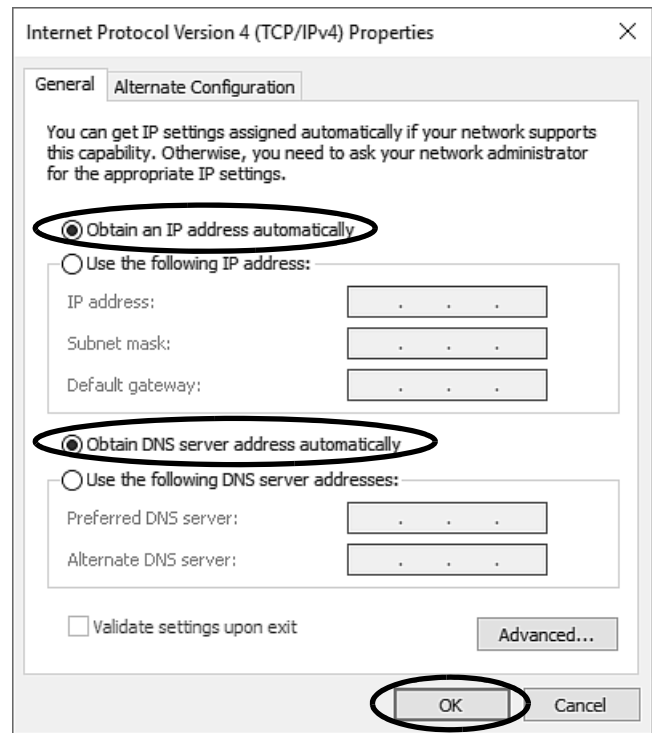 Internet Protocol Version 4 (TCP/IPv4) Properties
General
Alternate Configuration
You can get IP settings assigned automatically if your network supports
this capability. Otherwise, you need to ask your network administrator
for the appropriate IP settings.
Obtain an IP address automatically
Use the following IP address:
IP address:
Subnet mask:
Default gateway:
Obtain DNS server address automatically
Use the following DNS server addresses:
Preferred DNS server:
Alternate DNS server:
Validate settings upon exit
Advanced...
OK
Cancel